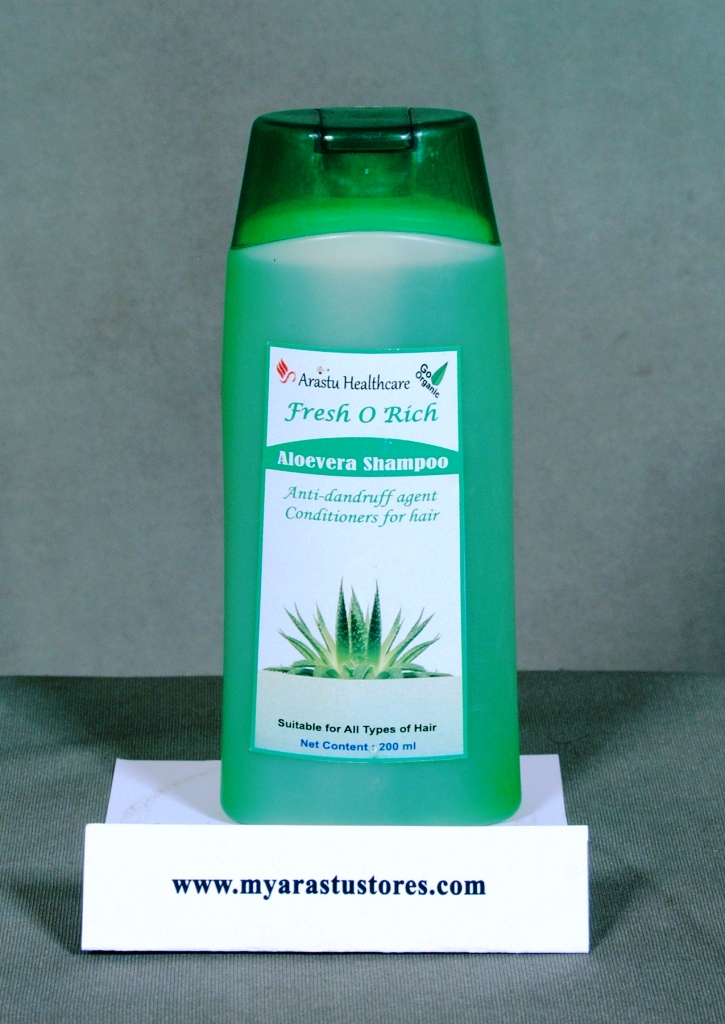 Arastu Healthcare
Go
Organic
Fresh O Rich
Aloevera Shampoo
Anti-dandruff agent
Conditioners for hair
Suitable for All Types of Hair
Net Content : 200 ml
www.myarastustores.com